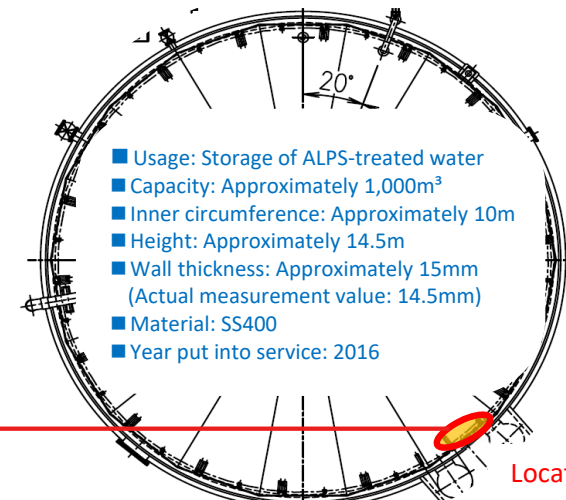 20°
■ Usage: Storage of ALPS-treated water
■ Capacity: Approximately 1,000m³
■ Inner circumference: Approximately 10m
■ Height: Approximately 14.5m
■ Wall thickness: Approximately 15mm
(Actual measurement value: 14.5mm)
■ Material: SS400
■ Year put into service: 2016
Locat